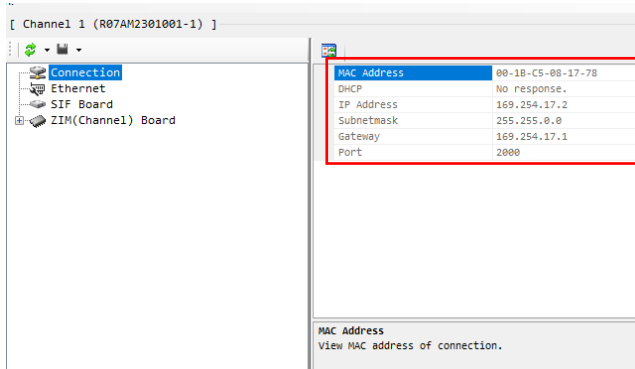 [ Channel 1 (R07AM2301001-1) ]
Connection
Ethernet
SIF Board
ZIM(Channel) Board
MAC Address 00-1B-C5-08-17-78
DHCP No response.
IP Address 169.254.17.2
Subnetmask 255.255.0.0
Gateway 169.254.17.1
Port 2000
MAC Address
View MAC address of connection.